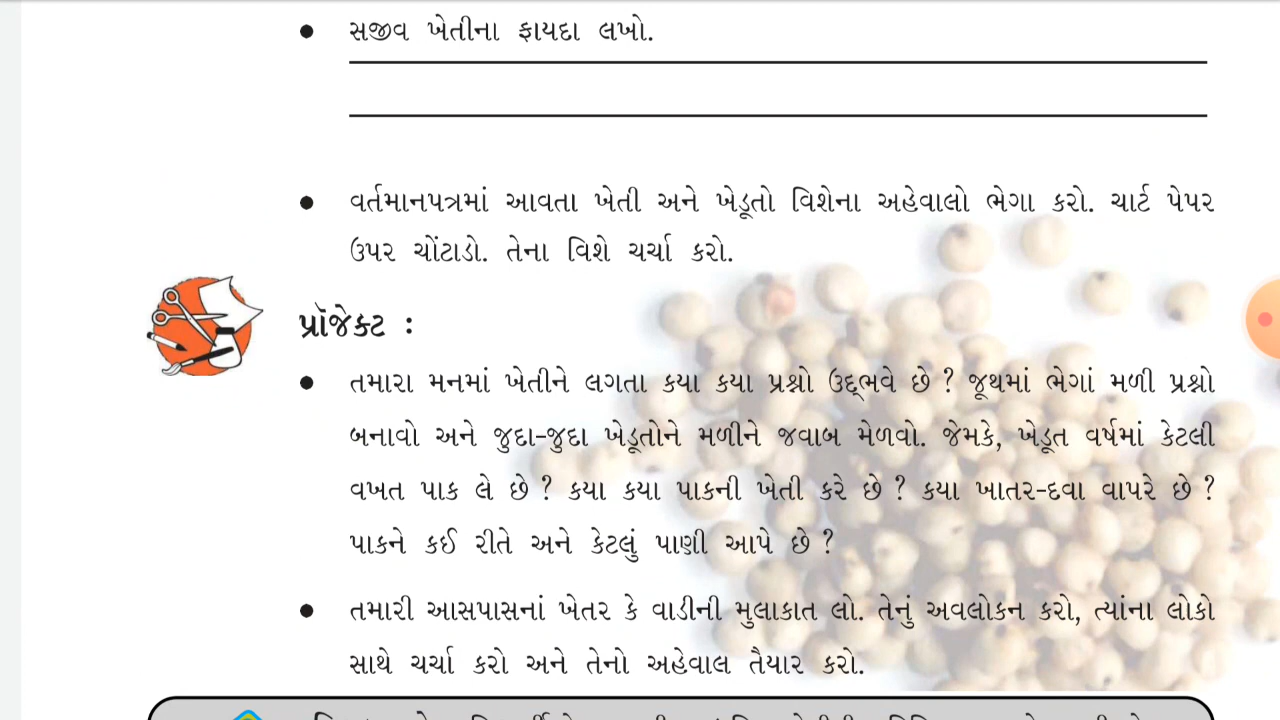 • સજીવ ખેતીના ફાયદા લખો.
• વર્તમાનપત્રમાં આવતા ખેતી અને ખેડૂતો વિશેના અહેવાલો ભેગા કરો. ચાર્ટ પેપર
ઉપર ચોંટાડો. તેના વિશે ચર્ચા કરો.
પ્રૉજેક્ટ :
• તમારા મનમાં ખેતીને લગતા કયા કયા પ્રશ્નો ઉદ્ભવે છે ? જૂથમાં ભેગાં મળી પ્રશ્નો
બનાવો અને જુદા-જુદા ખેડૂતોને મળીને જવાબ મેળવો. જેમકે, ખેડૂત વર્ષમાં કેટલી
વખત પાક લે છે ? કયા કયા પાકની ખેતી કરે છે ? કયા ખાતર-દવા વાપરે છે ?
પાકને કઈ રીતે અને કેટલું પાણી આપે છે ?
• તમારી આસપાસનાં ખેતર કે વાડીની મુલાકાત લો. તેનું અવલોકન કરો, ત્યાંના લોકો
સાથે ચર્ચા કરો અને તેનો અહેવાલ તૈયાર કરો.